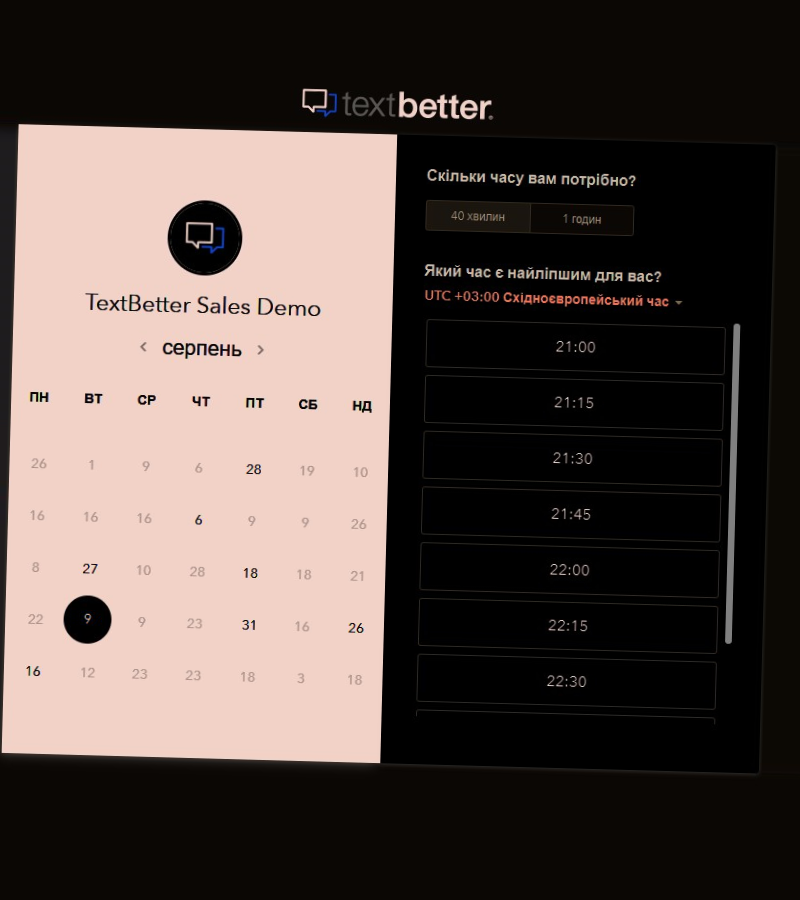 textbetter.
TextBetter Sales Demo
серпень
ПН ВТ СР ЧТ ПТ СБ НД
26 1 9 6 28 19 10
16 16 16 6 9 9 26
8 27 10 28 18 18 21
22 9 9 23 31 16 26
16 12 23 23 18 3 18
Скільки часу вам потрібно?
40 хвилин 1 годин
Який час є найліпшим для вас?
UTC +03:00 Східноєвропейський час
21:00
21:15
21:30
21:45
22:00
22:15
22:30